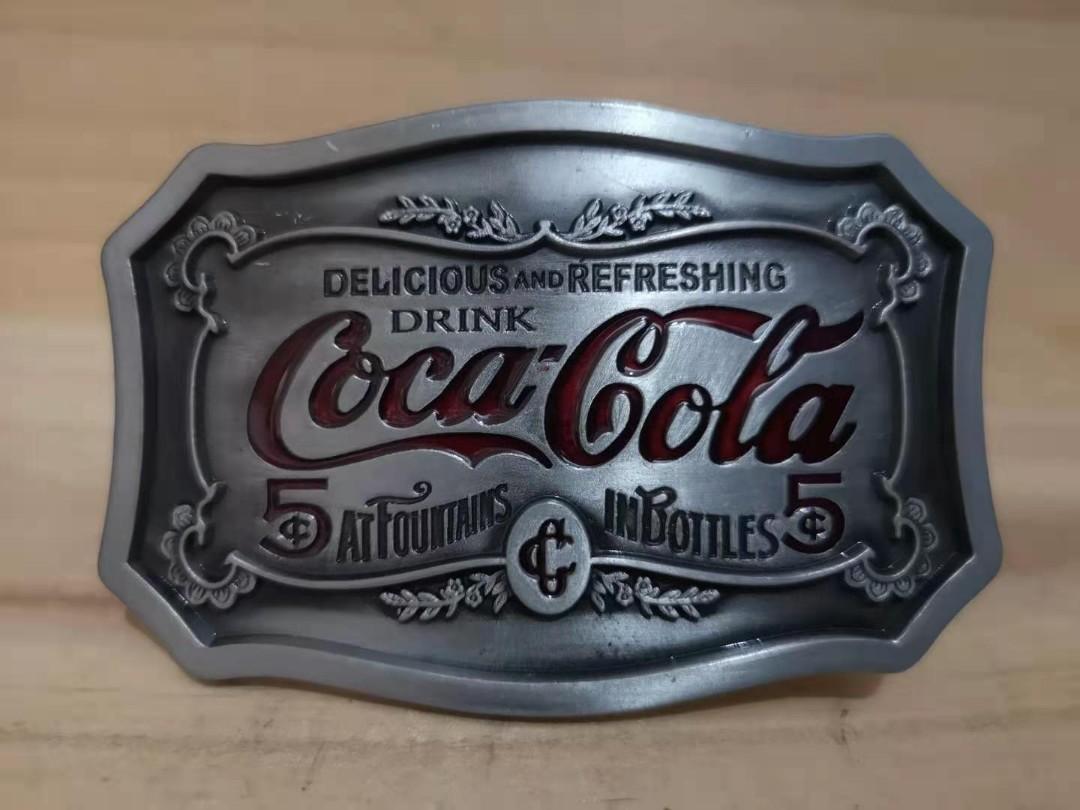 DELICIOUS AND REFRESHING
DRINK
Coca-Cola
5¢ AT FOUNTAINS IN BOTTLES 5¢